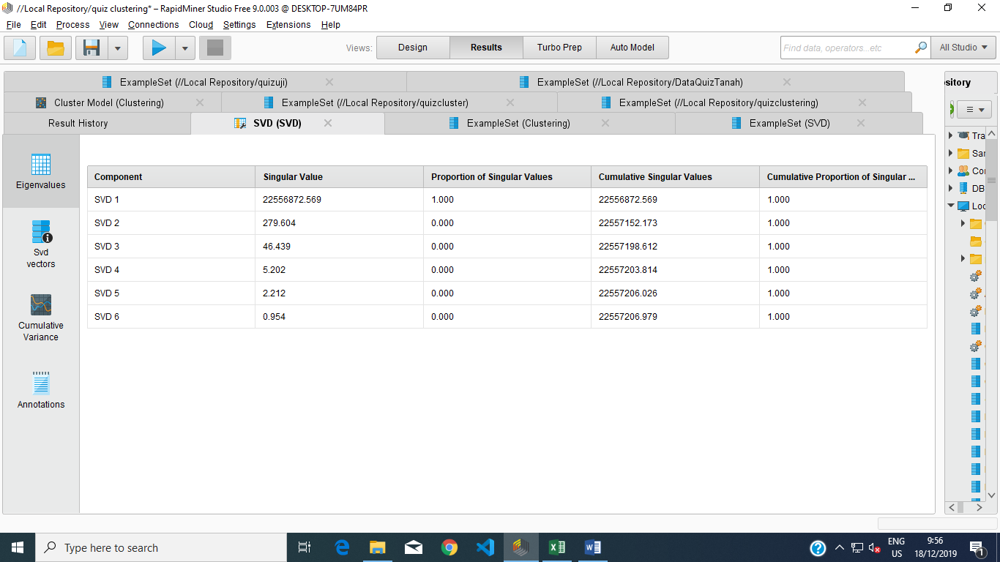 //Local Repository/quiz clustering* – RapidMiner Studio Free 9.0.003 @ DESKTOP-7UM84PR
File Edit Process View Connections Cloud Settings Extensions Help
Views: Design Results Turbo Prep Auto Model Find data, operators...etc All Studio
ExampleSet (//Local Repository/quizuji) ExampleSet (//Local Repository/DataQuizTanah)
Cluster Model (Clustering) ExampleSet (//Local Repository/quizcluster) ExampleSet (//Local Repository/quizclustering)
Result History SVD (SVD) ExampleSet (Clustering) ExampleSet (SVD)
sitory
Tra
Sar
Cor
DB
Loc
Eigenvalues
Svd
vectors
Cumulative
Variance
Annotations
Component Singular Value Proportion of Singular Values Cumulative Singular Values Cumulative Proportion of Singular ...
SVD 1 22556872.569 1.000 22556872.569 1.000
SVD 2 279.604 0.000 22557152.173 1.000
SVD 3 46.439 0.000 22557198.612 1.000
SVD 4 5.202 0.000 22557203.814 1.000
SVD 5 2.212 0.000 22557206.026 1.000
SVD 6 0.954 0.000 22557206.979 1.000
Type here to search
ENG
US
9:56
18/12/2019
1